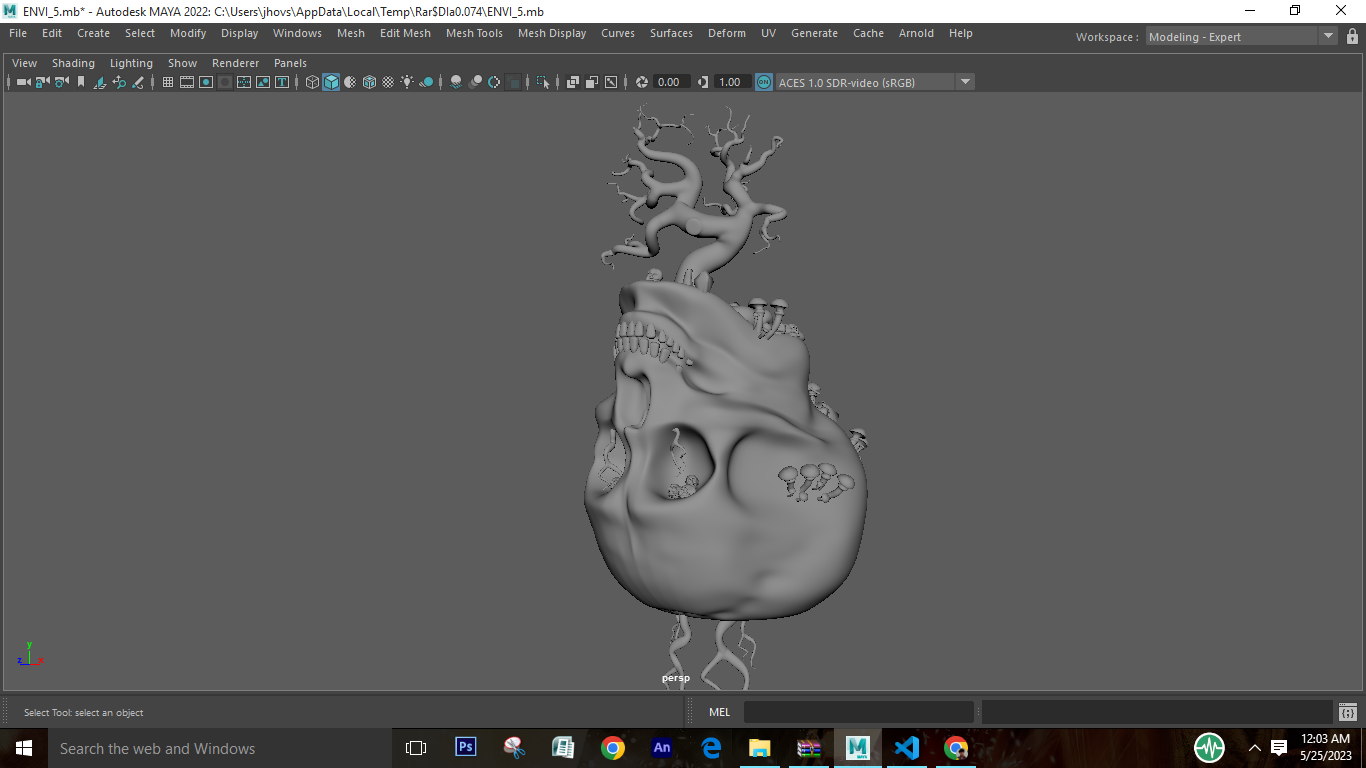 ENVI_5.mb* - Autodesk MAYA 2022: C:\Users\jhovs\AppData\Local\Temp\Rar$DIa0.074\ENVI_5.mb
File Edit Create Select Modify Display Windows Mesh Edit Mesh Mesh Tools Mesh Display Curves Surfaces Deform UV Generate Cache Arnold Help
Workspace : Modeling - Expert
View Shading Lighting Show Renderer Panels
0.00 1.00 ON ACES 1.0 SDR-video (sRGB)
y
z x
persp
Select Tool: select an object
MEL
Search the web and Windows
Ps
An
M
12:03 AM
5/25/2023